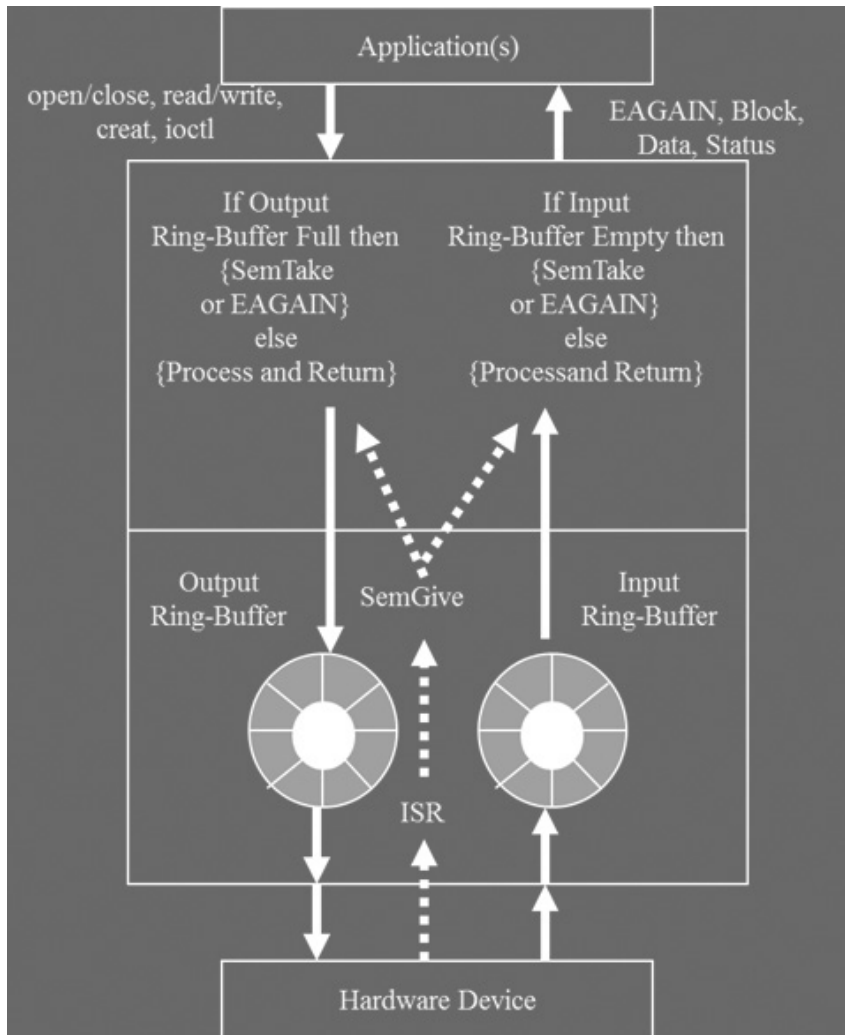 Application(s)
open/close, read/write,
creat, ioctl
EAGAIN, Block,
Data, Status
If Output
Ring-Buffer Full then
{SemTake
or EAGAIN}
else
{Process and Return}
If Input
Ring-Buffer Empty then
{SemTake
or EAGAIN}
else
{Processand Return}
Output
Ring-Buffer
SemGive
Input
Ring-Buffer
ISR
Hardware Device